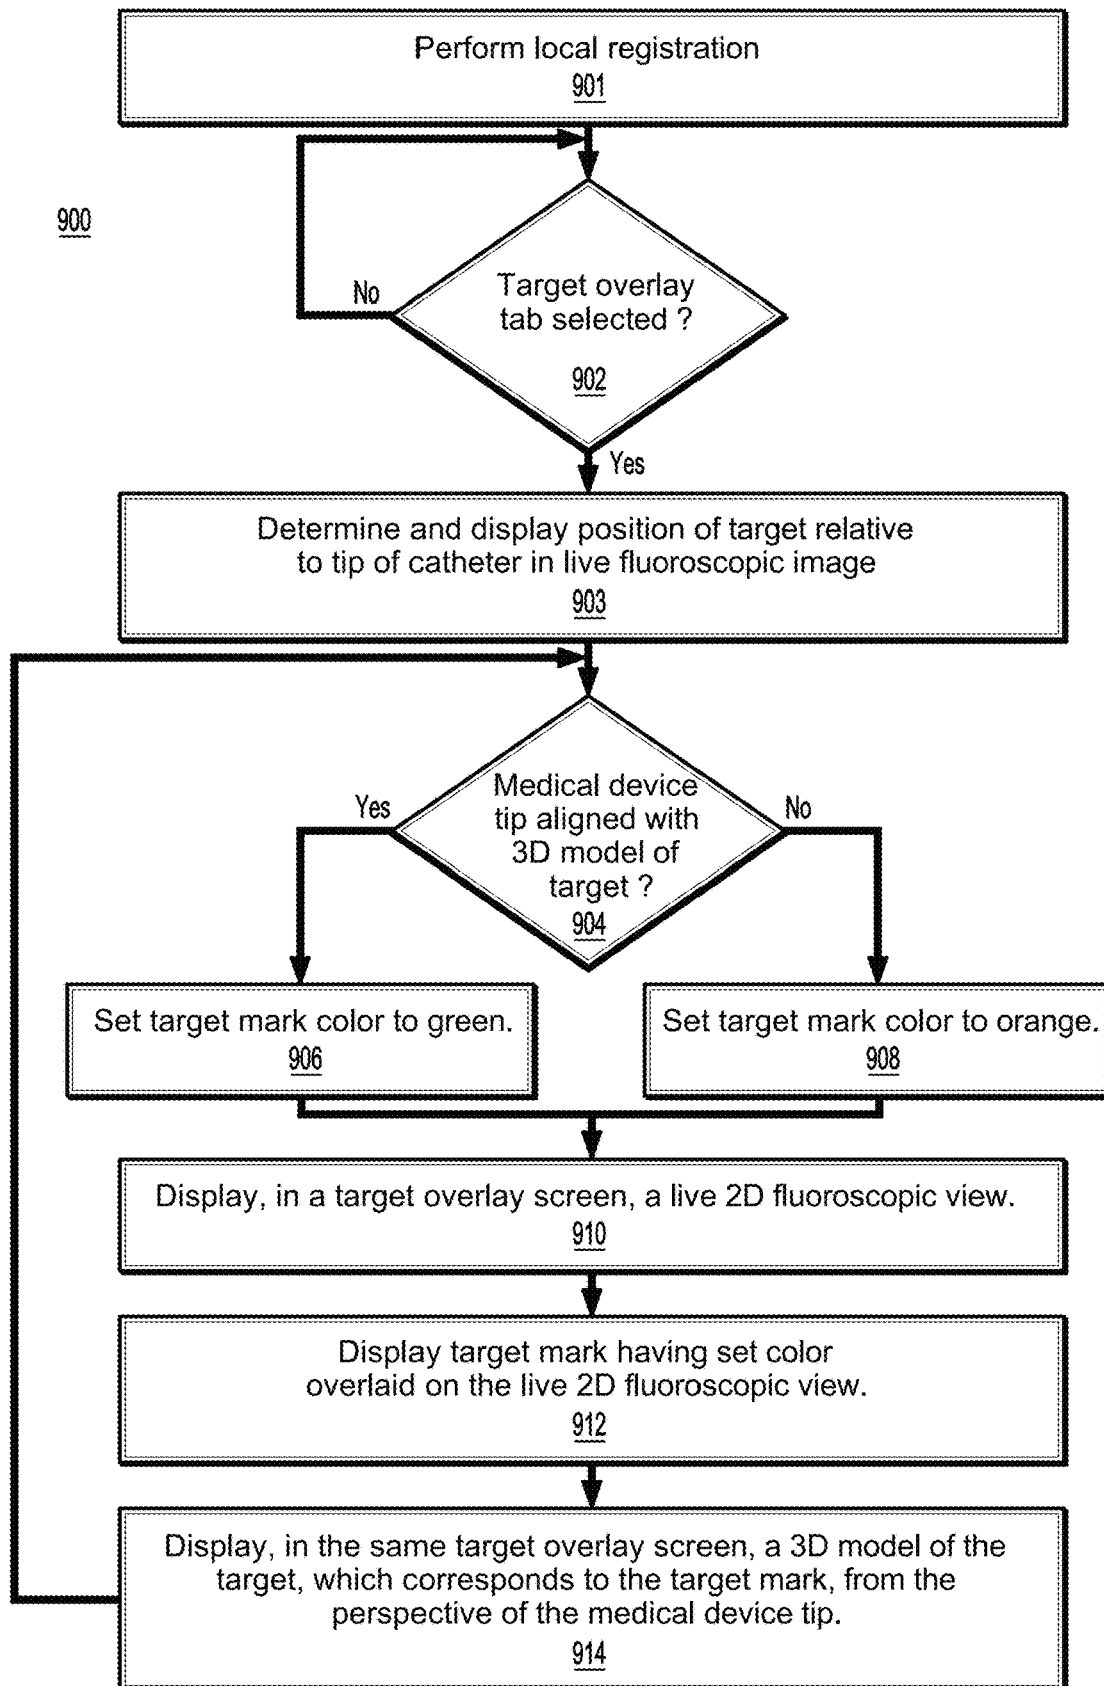 Perform local registration
901
900
No
Target overlay
tab selected ?
902
Yes
Determine and display position of target relative
to tip of catheter in live fluoroscopic image
903
Yes
Medical device
tip aligned with
3D model of
target ?
904
No
Set target mark color to green.
906
Set target mark color to orange.
908
Display, in a target overlay screen, a live 2D fluoroscopic view.
910
Display target mark having set color
overlaid on the live 2D fluoroscopic view.
912
Display, in the same target overlay screen, a 3D model of the
target, which corresponds to the target mark, from the
perspective of the medical device tip.
914